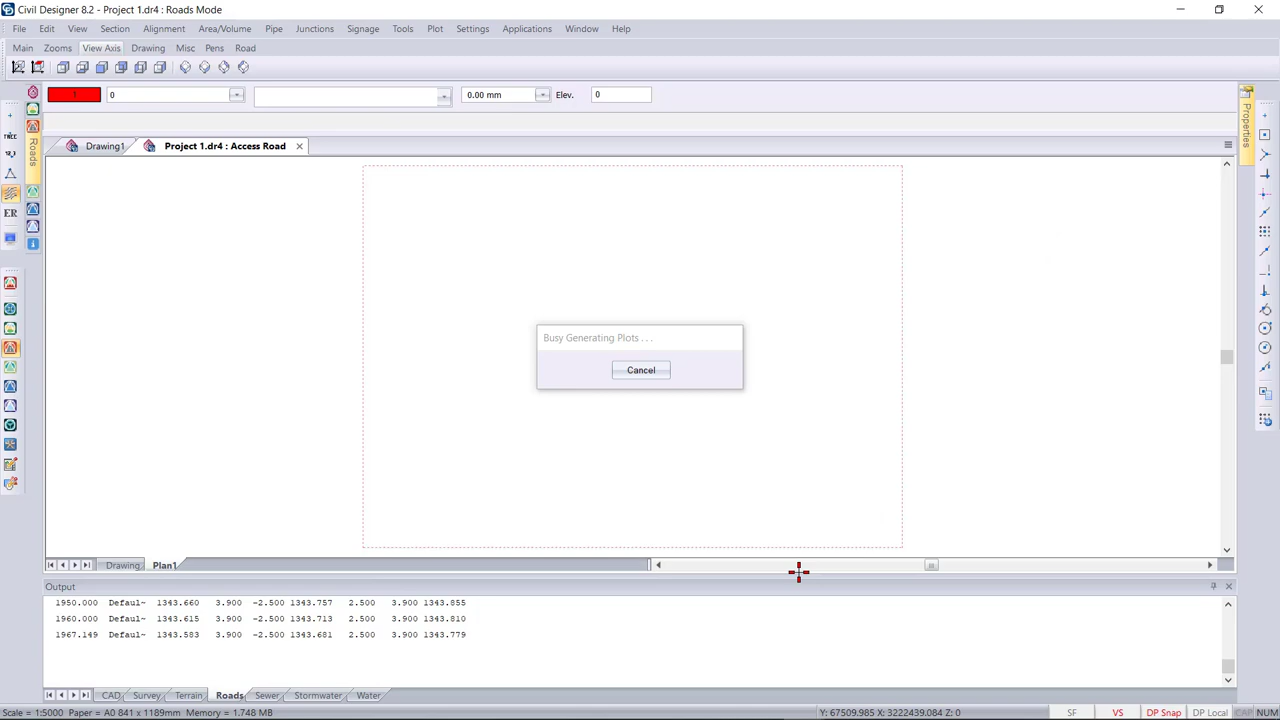 Civil Designer 8.2 - Project 1.dr4 : Roads Mode
File Edit View Section Alignment Area/Volume Pipe Junctions Signage Tools Plot Settings Applications Window Help
Main Zooms View Axis Drawing Misc Pens Road
1 0 0.00 mm Elev. 0
Drawing1 Project 1.dr4 : Access Road
Roads
Properties
ER
Busy Generating Plots . . .
Cancel
Drawing Plan1
Output
1950.000 Defaul~ 1343.660 3.900 -2.500 1343.757 2.500 3.900 1343.855
1960.000 Defaul~ 1343.615 3.900 -2.500 1343.713 2.500 3.900 1343.810
1967.149 Defaul~ 1343.583 3.900 -2.500 1343.681 2.500 3.900 1343.779
CAD Survey Terrain Roads Sewer Stormwater Water
Scale = 1:5000 Paper = A0 841 x 1189mm Memory = 1.748 MB Y: 67509.985 X: 3222439.084 Z: 0 SF VS DP Snap DP Local CAP NUM